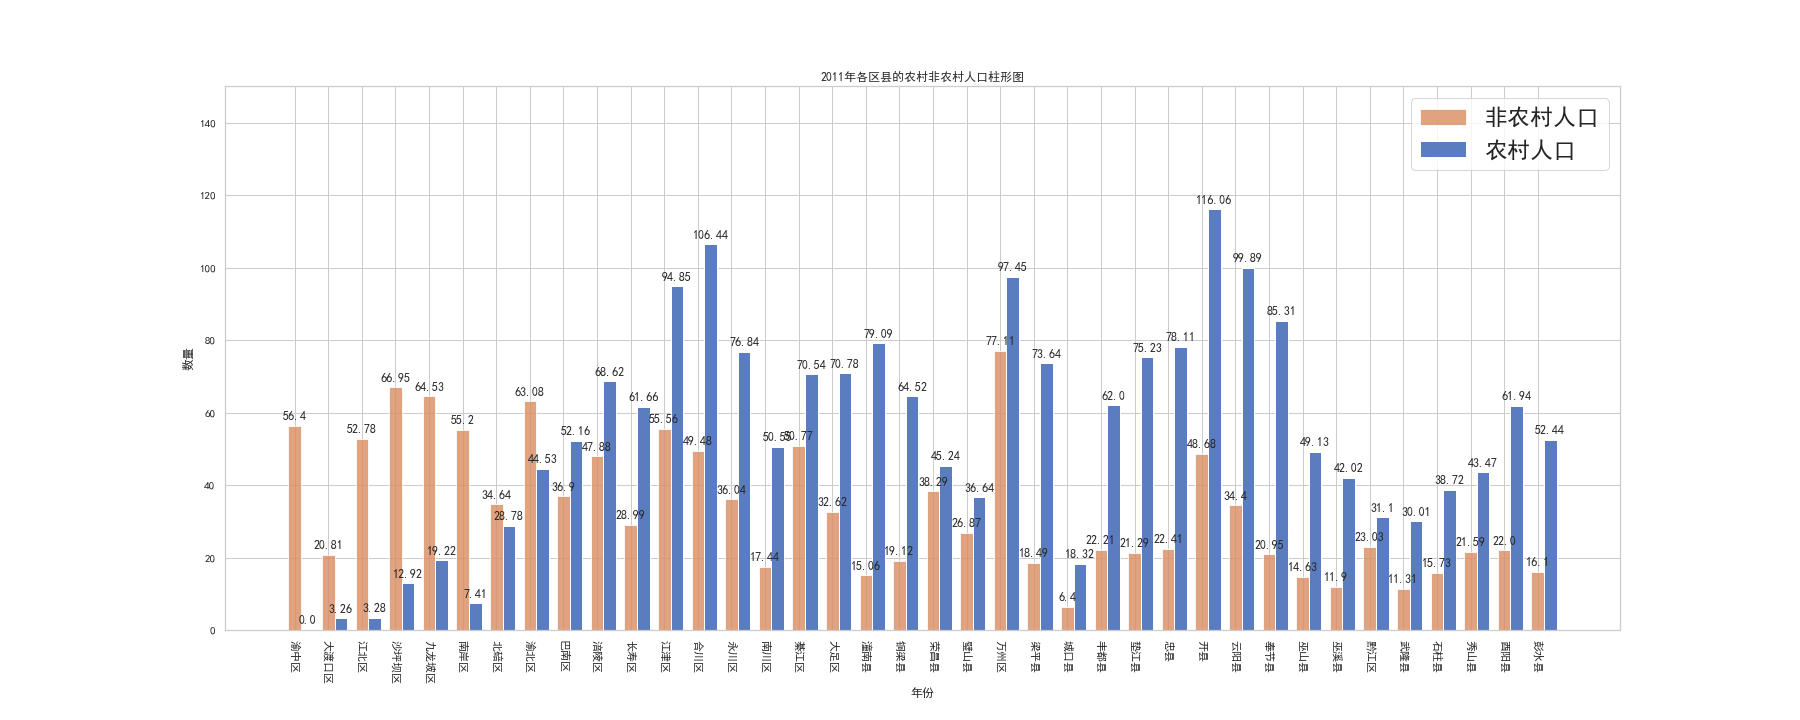 2011年各区县的农村非农村人口柱形图
非农村人口
农村人口
数量
140
120
100
80
60
40
20
0
56.4
0.0
20.81
3.26
52.78
3.28
66.95
12.92
64.53
19.22
55.2
7.41
34.64
28.78
63.08
44.53
36.9
52.16
47.88
68.62
28.99
61.66
55.56
94.85
49.48
106.44
36.04
76.84
17.44
50.55
50.77
70.54
32.62
70.78
15.06
79.09
19.12
64.52
38.29
45.24
26.87
36.64
77.11
97.45
18.49
73.64
6.4
18.32
22.21
62.0
21.29
75.23
22.41
78.11
48.68
116.06
34.4
99.89
20.95
85.31
14.63
49.13
11.9
42.02
23.03
31.1
11.31
30.01
15.73
38.72
21.59
43.47
22.0
61.94
16.1
52.44
渝中区
大渡口区
江北区
沙坪坝区
九龙坡区
南岸区
北碚区
渝北区
巴南区
涪陵区
长寿区
江津区
合川区
永川区
南川区
綦江区
大足区
潼南县
铜梁县
荣昌县
璧山县
万州区
梁平县
城口县
丰都县
垫江县
忠县
开县
云阳县
奉节县
巫山县
巫溪县
黔江区
武隆县
石柱县
秀山县
酉阳县
彭水县
年份